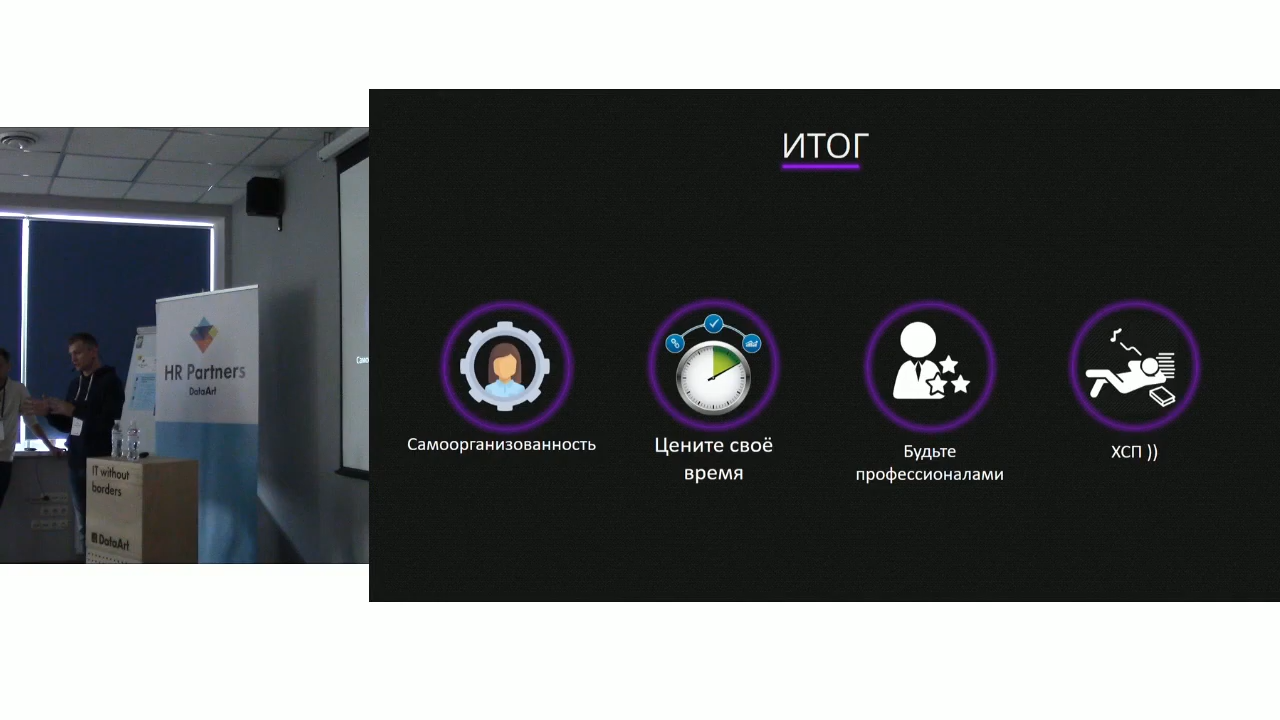 ИТОГ
Самоорганизованность
Цените своё
время
Будьте
профессионалами
ХСП ))
HR Partners
DataArt
IT without
borders
DataArt